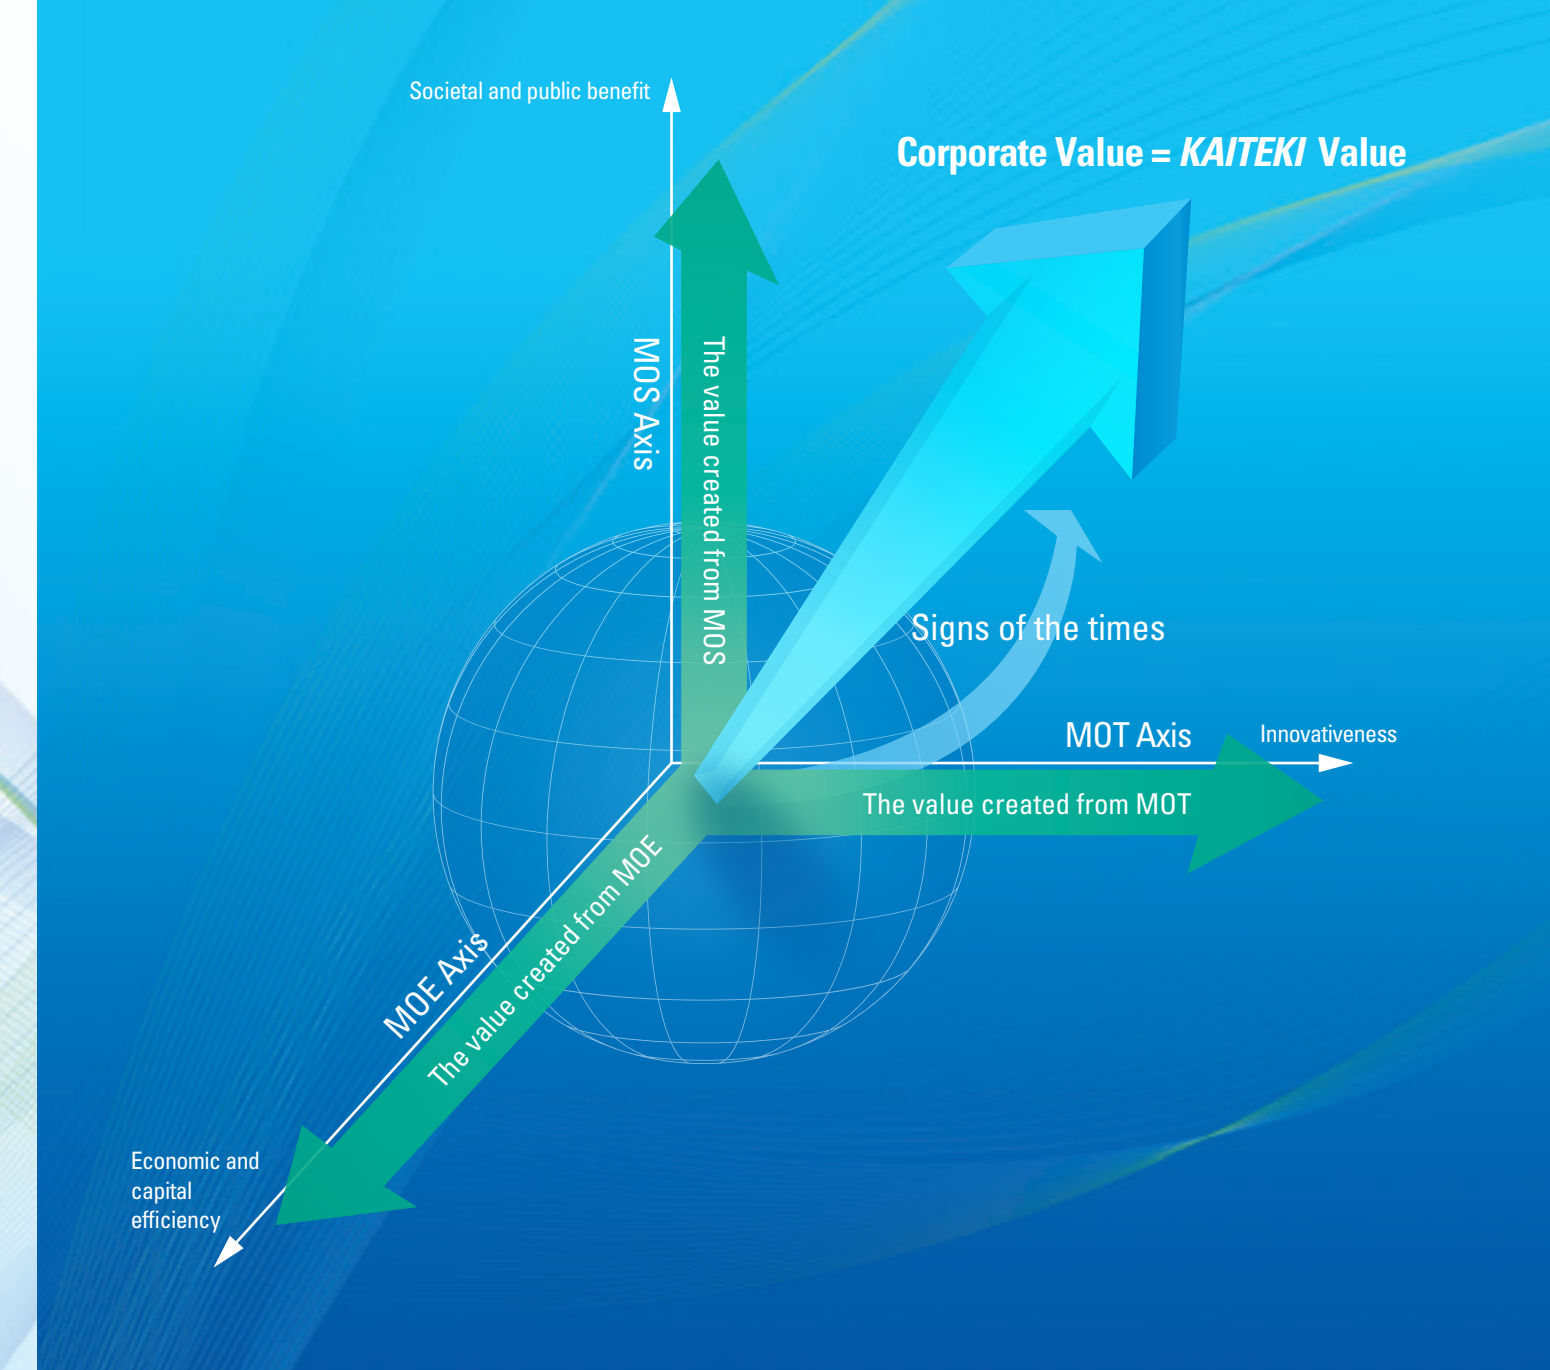 Societal and public benefit
Corporate Value = KAITEKI Value
MOS Axis
The value created from MOS
Signs of the times
MOT Axis
Innovativeness
The value created from MOT
MOE Axis
The value created from MOE
Economic and
capital
efficiency